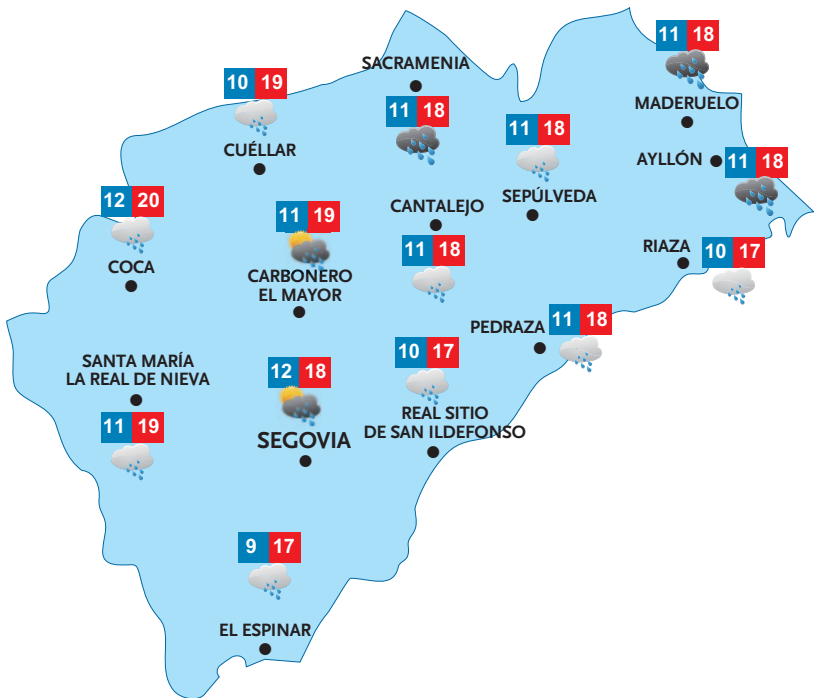 11 18
MADERUELO
SACRAMENIA
11 18
10 19
CUÉLLAR
11 18
SEPÚLVEDA
AYLLÓN
11 18
12 20
COCA
11 19
CARBONERO
EL MAYOR
CANTALEJO
11 18
RIAZA
10 17
PEDRAZA
11 18
SANTA MARÍA
LA REAL DE NIEVA
11 19
12 18
SEGOVIA
10 17
REAL SITIO
DE SAN ILDEFONSO
9 17
EL ESPINAR